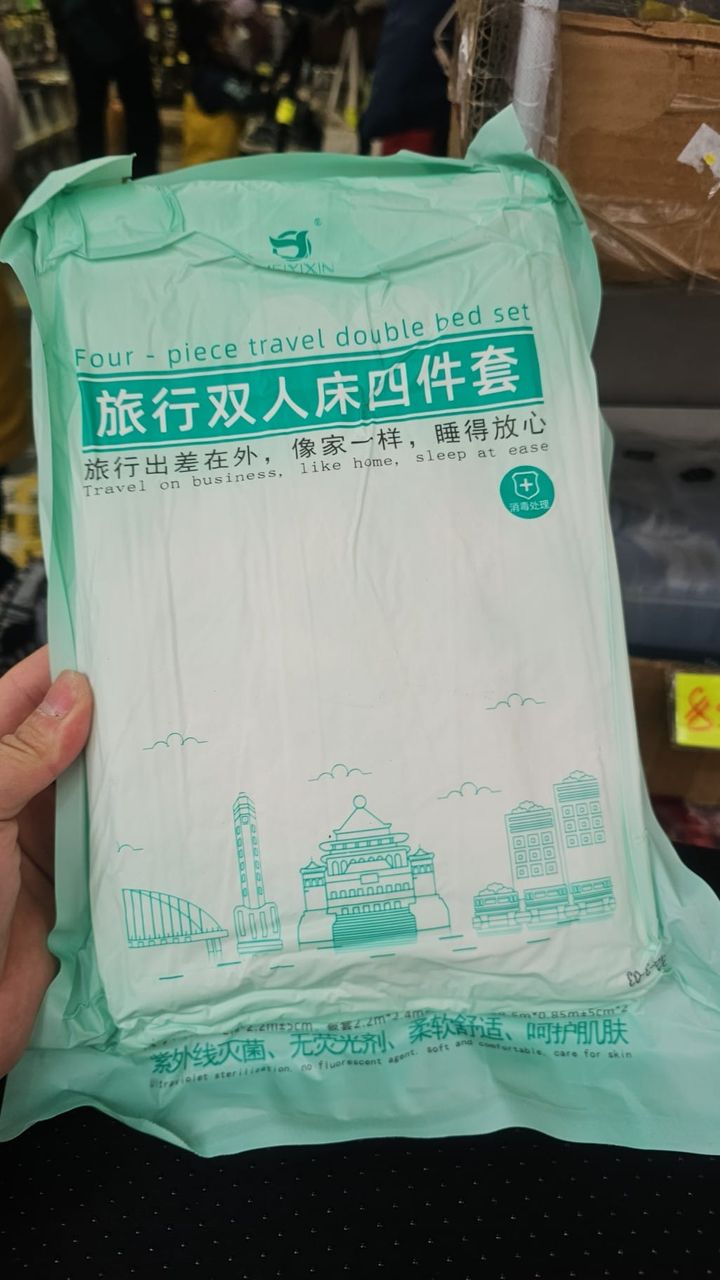 ®
Four - piece travel double bed set
旅行双人床四件套
旅行出差在外，像家一样，睡得放心
Travel on business, like home, sleep at ease
消毒处理
紫外线灭菌、无荧光剂、柔软舒适、呵护肌肤
Ultraviolet sterilization, no fluorescent agent, soft and comfortable, care for skin